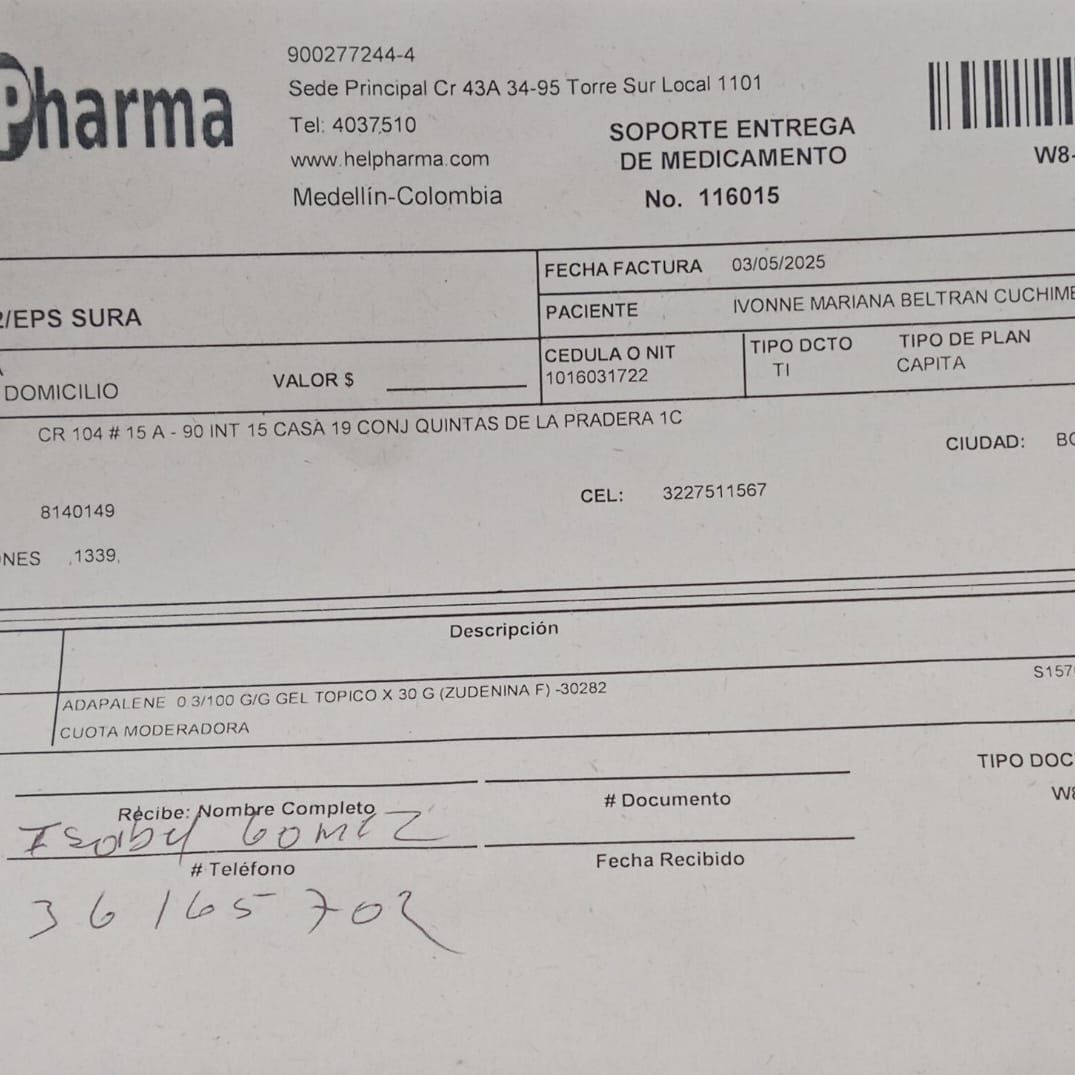 Pharma
900277244-4
Sede Principal Cr 43A 34-95 Torre Sur Local 1101
Tel: 4037510
www.helpharma.com
Medellín-Colombia
SOPORTE ENTREGA
DE MEDICAMENTO
No. 116015
W8-
FECHA FACTURA 03/05/2025
2/EPS SURA
PACIENTE IVONNE MARIANA BELTRAN CUCHIME
CEDULA O NIT
1016031722
TIPO DCTO
TI
TIPO DE PLAN
CAPITA
DOMICILIO
VALOR $
CR 104 # 15 A - 90 INT 15 CASA 19 CONJ QUINTAS DE LA PRADERA 1C
CIUDAD: BO
8140149
CEL: 3227511567
NES ,1339,
Descripción
ADAPALENE 0.3/100 G/G GEL TOPICO X 30 G (ZUDENINA F) -30282
S157
CUOTA MODERADORA
TIPO DOC
W8
Recibe: Nombre Completo
# Documento
Gomez
# Teléfono
Fecha Recibido
36165702